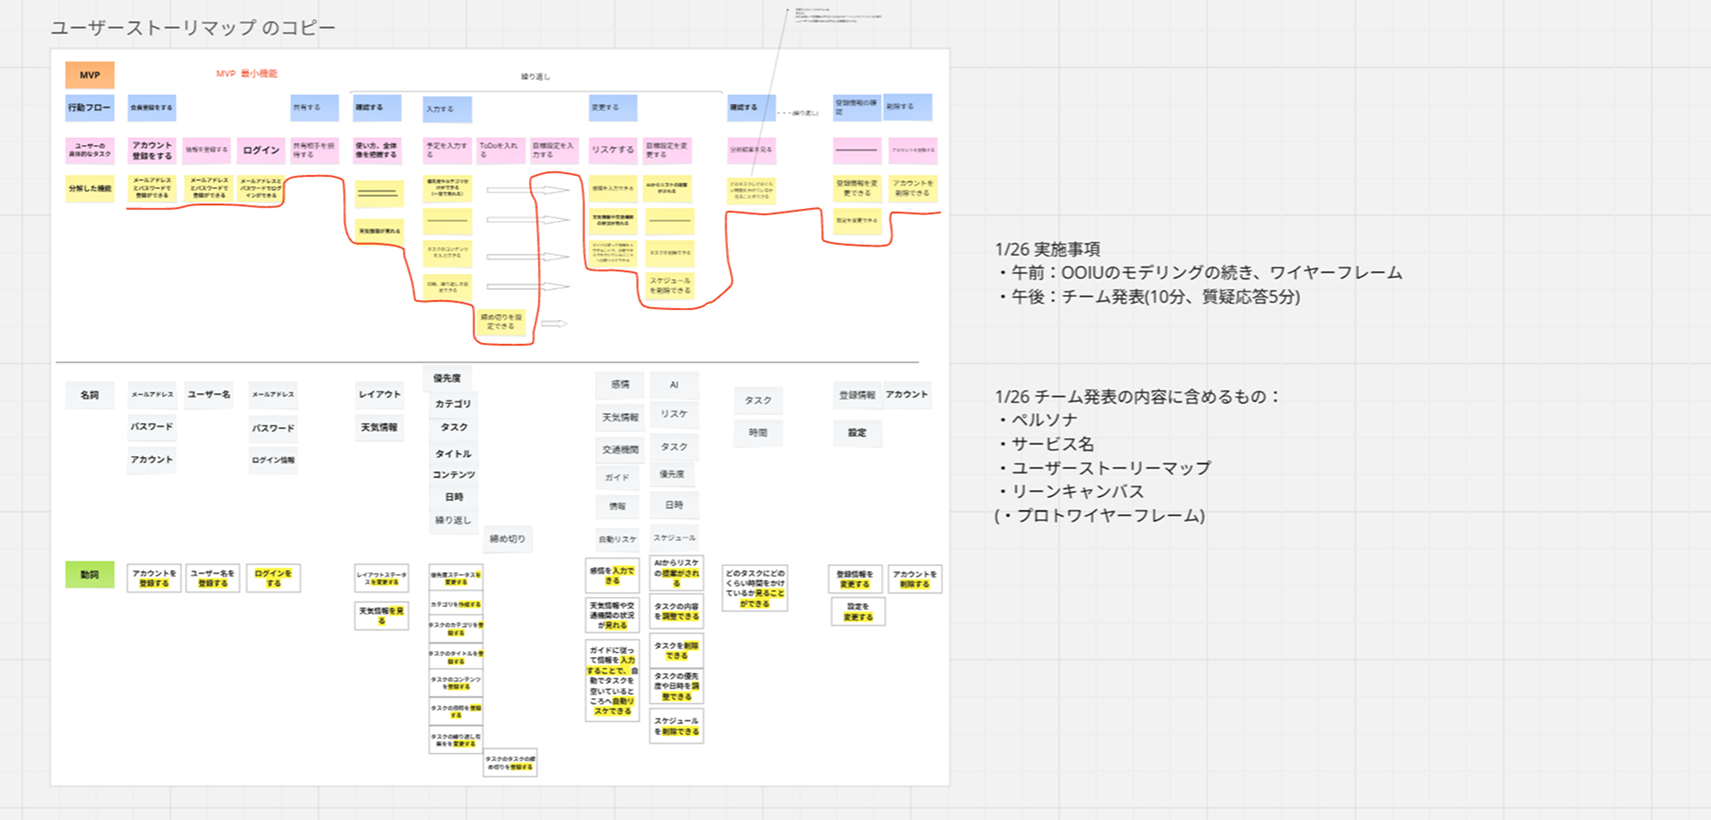 ユーザーストーリマップ のコピー
MVP
MVP 最小機能
繰り返し
行動フロー
会員登録をする
共有する
確認する
入力する
変更する
確認する
(繰り返し)
登録情報の確
認
削除する
ユーザーの
具体的なタスク
アカウント
登録をする
情報を登録する
ログイン
共有相手を招
待する
使い方、全体
像を把握する
予定を入力す
る
ToDoを入れ
る
目標設定を入
力する
リスケする
目標設定を変
更する
分析結果を見る
アカウントを削除する
分解した機能
メールアドレス
とパスワードで
登録ができる
メールアドレス
とパスワードで
登録ができる
メールアドレスと
パスワードでログ
インができる
天気情報が見れる
タスクのコンテンツ
を入力できる
締め切りを設
定できる
感情を入力できる
AIからリスケの提案
がされる
天気情報や交通機関
の状況が見れる
タスクを削除できる
スケジュール
を削除できる
登録情報を変
更できる
設定を変更できる
アカウントを
削除できる
名詞
メールアドレス
パスワード
アカウント
ユーザー名
メールアドレス
パスワード
ログイン情報
レイアウト
天気情報
優先度
カテゴリ
タスク
タイトル
コンテンツ
日時
繰り返し
締め切り
感情
天気情報
交通機関
ガイド
情報
自動リスケ
AI
リスケ
タスク
優先度
日時
スケジュール
タスク
時間
登録情報
設定
アカウント
動詞
アカウントを
登録する
ユーザー名を
登録する
ログインを
する
レイアウトステータ
スを変更する
天気情報を見
る
優先度ステータスを
変更する
カテゴリを作成する
タスクのカテゴリを登
録する
タスクのタイトルを登
録する
タスクのコンテンツ
を登録する
タスクの日時を登録
する
タスクのタスクの締
め切りを登録する
感情を入力で
きる
天気情報や交
通機関の状況
が見れる
ガイドに従っ
て情報を入力
することで、自
動でタスクを
空いていると
ころへ自動リ
スケできる
AIからリスケ
の提案がされ
る
タスクの内容
を調整できる
タスクを削除
できる
タスクの優先
度や日時を調
整できる
スケジュール
を削除できる
どのタスクにどの
くらい時間をかけ
ているか見ること
ができる
登録情報を
変更する
設定を
変更する
アカウントを
削除する
1/26 実施事項
・午前：OOIUのモデリングの続き、ワイヤーフレーム
・午後：チーム発表(10分、質疑応答5分)
1/26 チーム発表の内容に含めるもの：
・ペルソナ
・サービス名
・ユーザーストーリーマップ
・リーンキャンバス
(・プロトワイヤーフレーム)